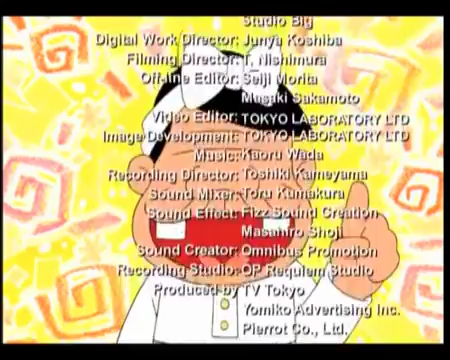 Studio Big
Digital Work Director: Junya Koshiba
Filming Director: T, Nishimura
Off-line Editor: Seiji Morita
Masaki Sakamoto
Video Editor: TOKYO LABORATORY LTD
Image Development: TOKYO LABORATORY LTD
Music: Kaoru Wada
Recording Director: Toshiki Kameyama
Sound Mixer: Toru Kamakura
Sound Effect: Fizz Sound Creation
Masahiro Shoji
Sound Creator: Omnibus Promotion
Recording Studio: OP Requiem Studio
Produced by TV Tokyo
Yomiko Advertising Inc.
Pierrot Co., Ltd.